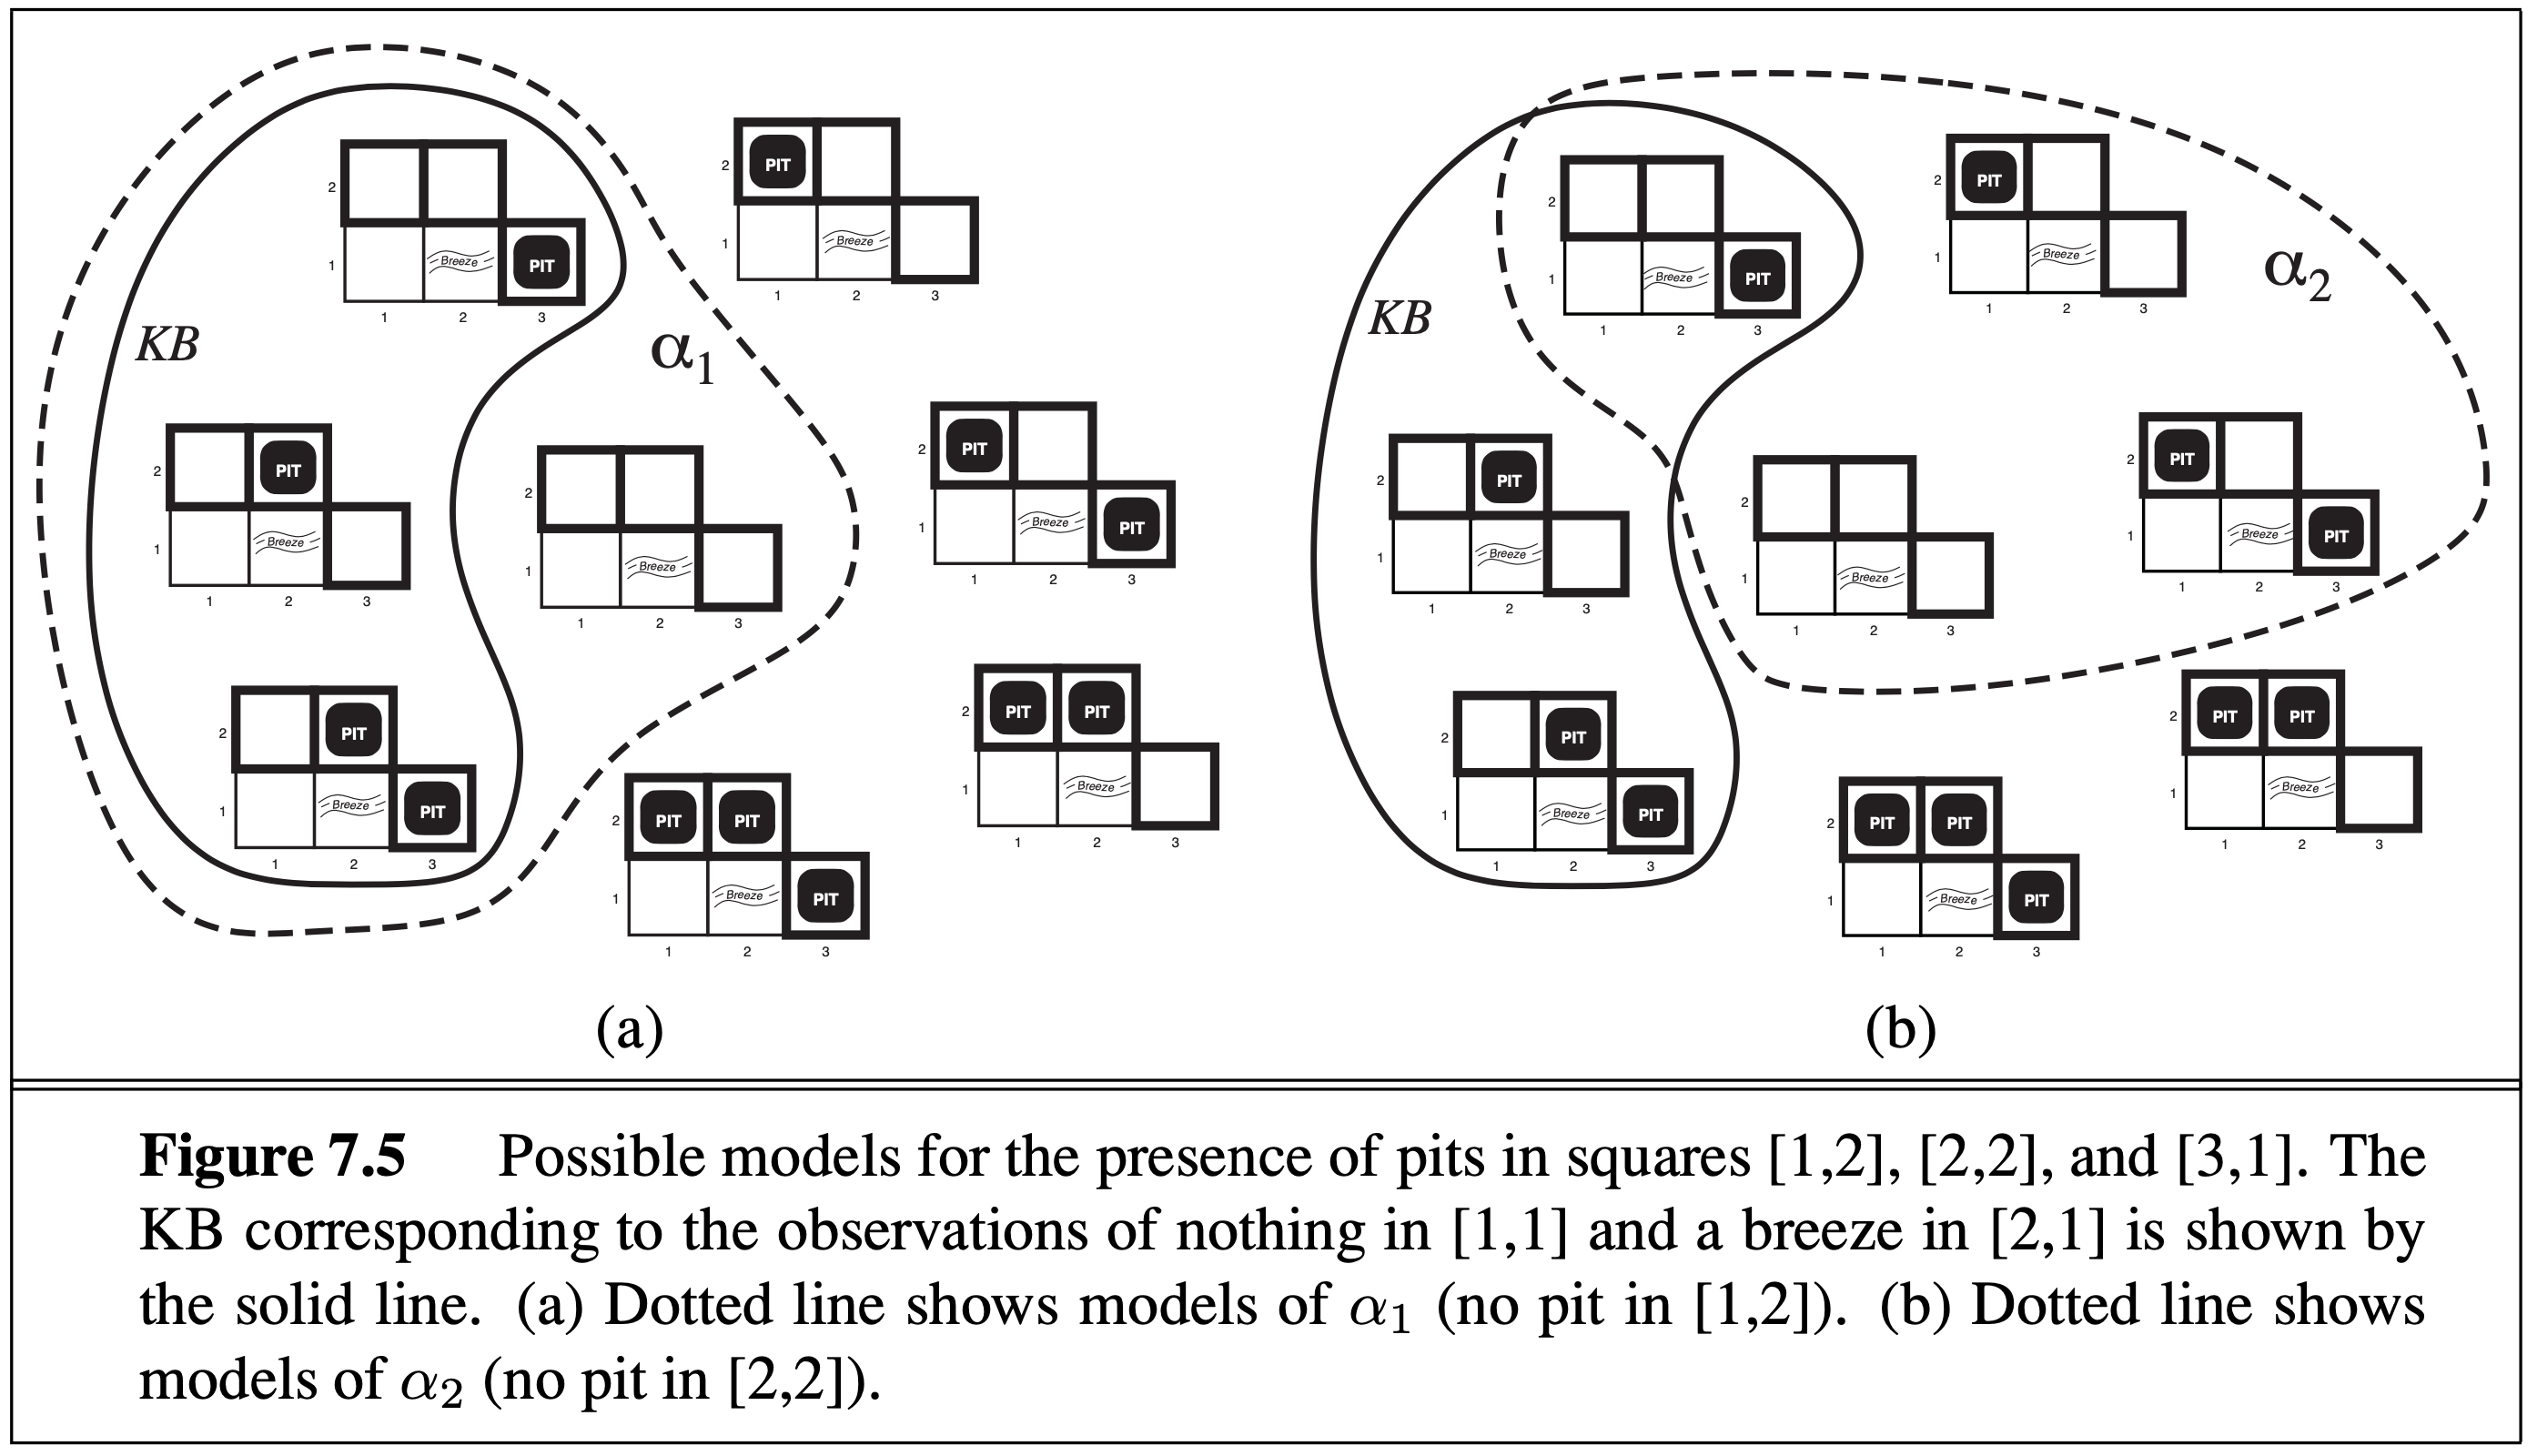 2 PIT
1 Breeze
1 2 3
2
1 Breeze PIT
1 2 3
KB
α1
2 PIT
1 Breeze PIT
1 2 3
2 PIT
1 Breeze
1 2 3
2
1 Breeze
1 2 3
2 PIT PIT
1 Breeze
1 2 3
2 PIT
1 Breeze PIT
1 2 3
2 PIT PIT
1 Breeze PIT
1 2 3
(a)
2 PIT
1 Breeze
1 2 3
2
1 Breeze PIT
1 2 3
KB
α2
2 PIT
1 Breeze PIT
1 2 3
2 PIT
1 Breeze
1 2 3
2
1 Breeze
1 2 3
2 PIT PIT
1 Breeze
1 2 3
2 PIT
1 Breeze PIT
1 2 3
2 PIT PIT
1 Breeze PIT
1 2 3
(b)
Figure 7.5 Possible models for the presence of pits in squares [1,2], [2,2], and [3,1]. The
KB corresponding to the observations of nothing in [1,1] and a breeze in [2,1] is shown by
the solid line. (a) Dotted line shows models of α1 (no pit in [1,2]). (b) Dotted line shows
models of α2 (no pit in [2,2]).